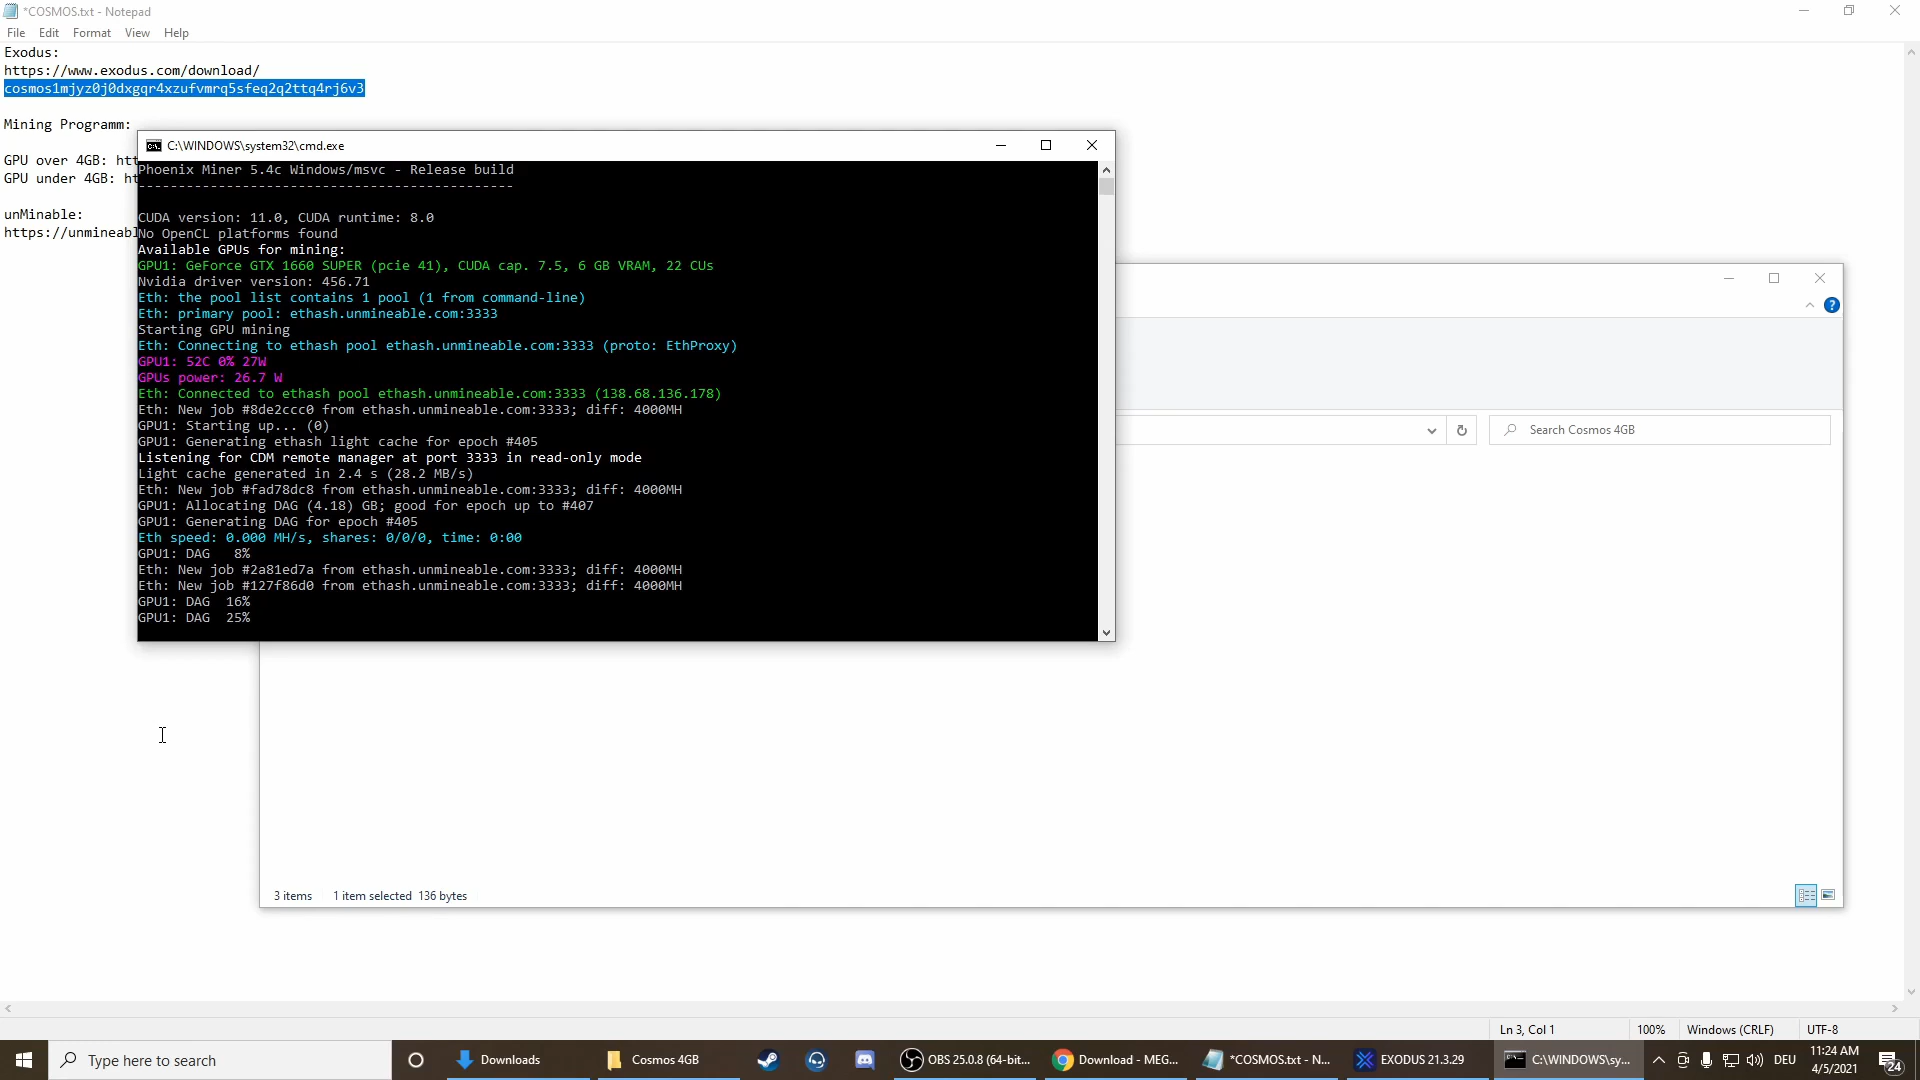 *COSMOS.txt - Notepad
File Edit Format View Help
Exodus:
https://www.exodus.com/download/
cosmos1mjyz0j0dxgqr4xzufvmrq5sfeq2q2ttq4rj6v3
Mining Programm:
GPU over 4GB: htt
GPU under 4GB: ht
unMinable:
https://unmineabl
C:\WINDOWS\system32\cmd.exe
Phoenix Miner 5.4c Windows/msvc - Release build
-----------------------------------------------
CUDA version: 11.0, CUDA runtime: 8.0
No OpenCL platforms found
Available GPUs for mining:
GPU1: GeForce GTX 1660 SUPER (pcie 41), CUDA cap. 7.5, 6 GB VRAM, 22 CUs
Nvidia driver version: 456.71
Eth: the pool list contains 1 pool (1 from command-line)
Eth: primary pool: ethash.unmineable.com:3333
Starting GPU mining
Eth: Connecting to ethash pool ethash.unmineable.com:3333 (proto: EthProxy)
GPU1: 52C 0% 27W
GPUs power: 26.7 W
Eth: Connected to ethash pool ethash.unmineable.com:3333 (138.68.136.178)
Eth: New job #8de2ccc0 from ethash.unmineable.com:3333; diff: 4000MH
GPU1: Starting up... (0)
GPU1: Generating ethash light cache for epoch #405
Listening for CDM remote manager at port 3333 in read-only mode
Light cache generated in 2.4 s (28.2 MB/s)
Eth: New job #fad78dc8 from ethash.unmineable.com:3333; diff: 4000MH
GPU1: Allocating DAG (4.18) GB; good for epoch up to #407
GPU1: Generating DAG for epoch #405
Eth speed: 0.000 MH/s, shares: 0/0/0, time: 0:00
GPU1: DAG   8%
Eth: New job #2a81ed7a from ethash.unmineable.com:3333; diff: 4000MH
Eth: New job #127f86d0 from ethash.unmineable.com:3333; diff: 4000MH
GPU1: DAG  16%
GPU1: DAG  25%
Search Cosmos 4GB
3 items 1 item selected 136 bytes
Ln 3, Col 1 100% Windows (CRLF) UTF-8
Type here to search Downloads Cosmos 4GB OBS 25.0.8 (64-bit... Download - MEG... *COSMOS.txt - N... EXODUS 21.3.29 C:\WINDOWS\sy... DEU 11:24 AM
4/5/2021 24